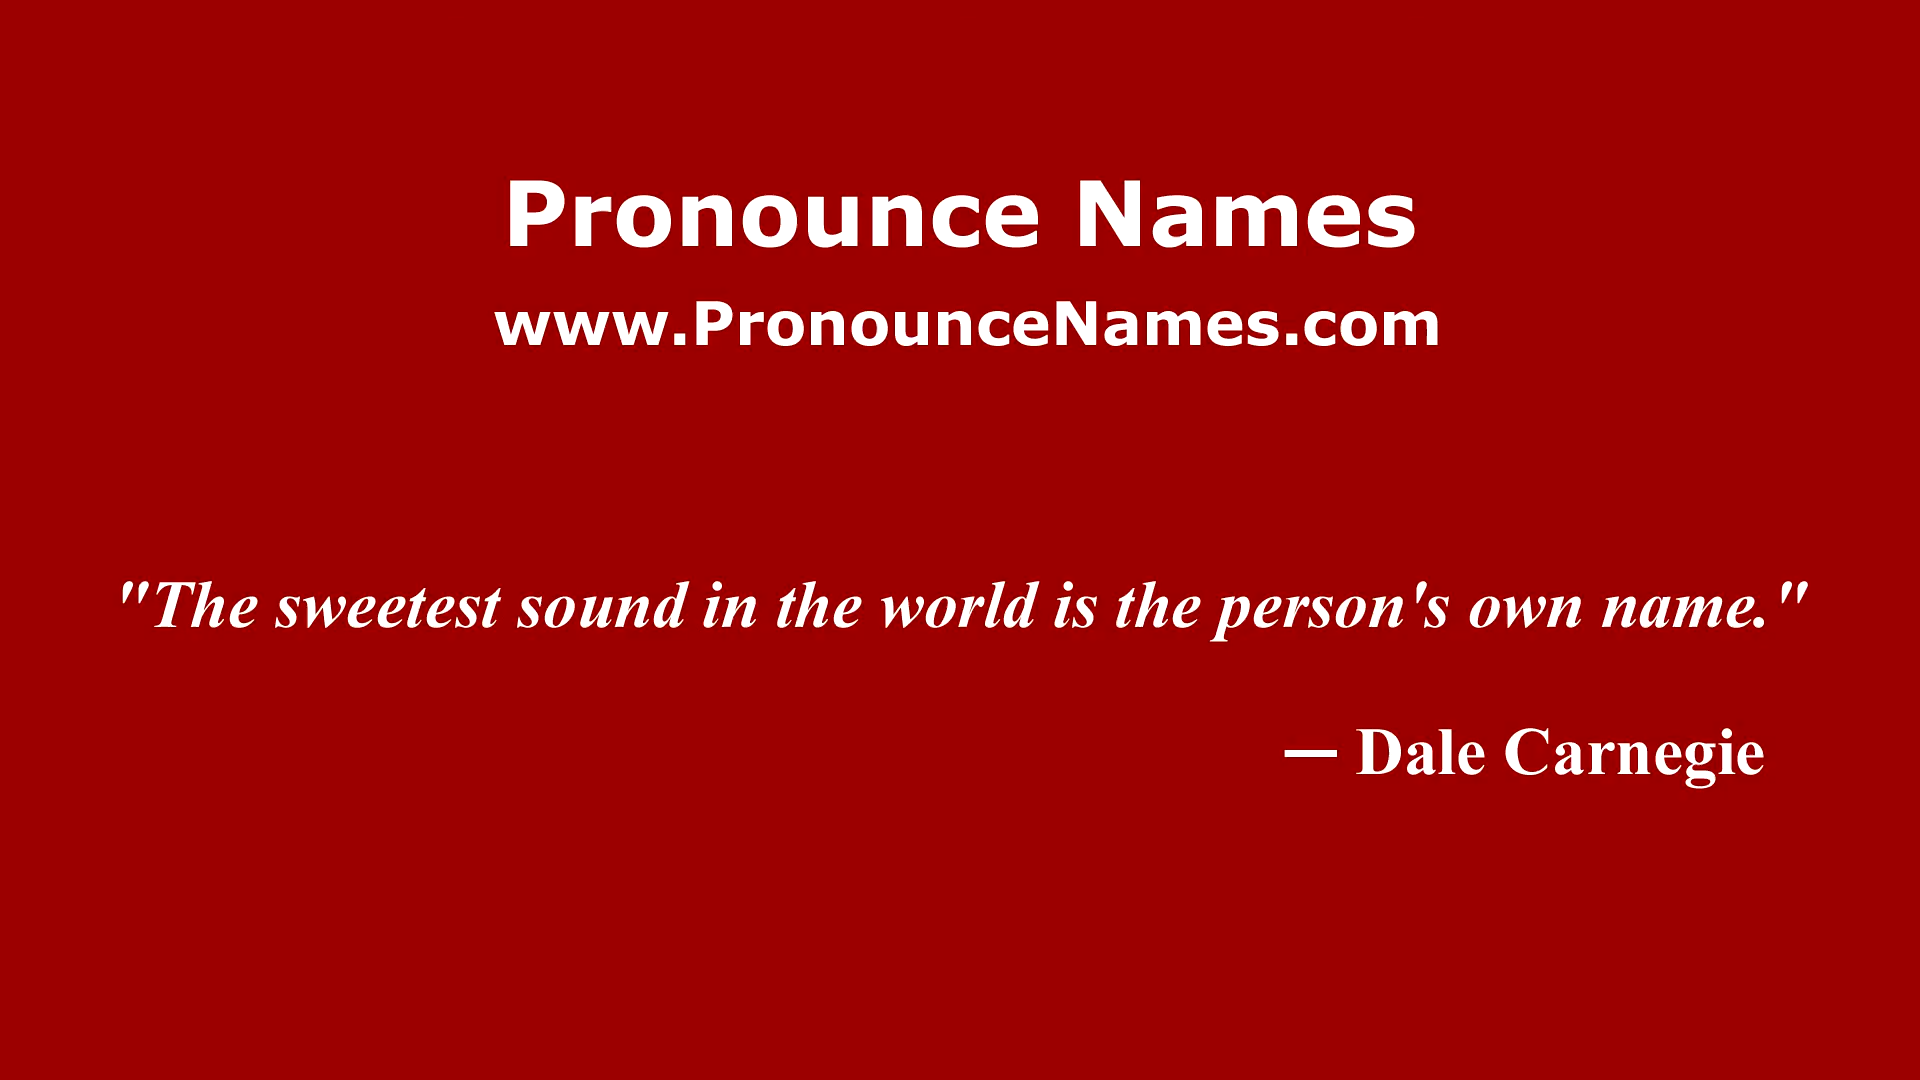 Pronounce Names
www.PronounceNames.com
"The sweetest sound in the world is the person's own name."
— Dale Carnegie